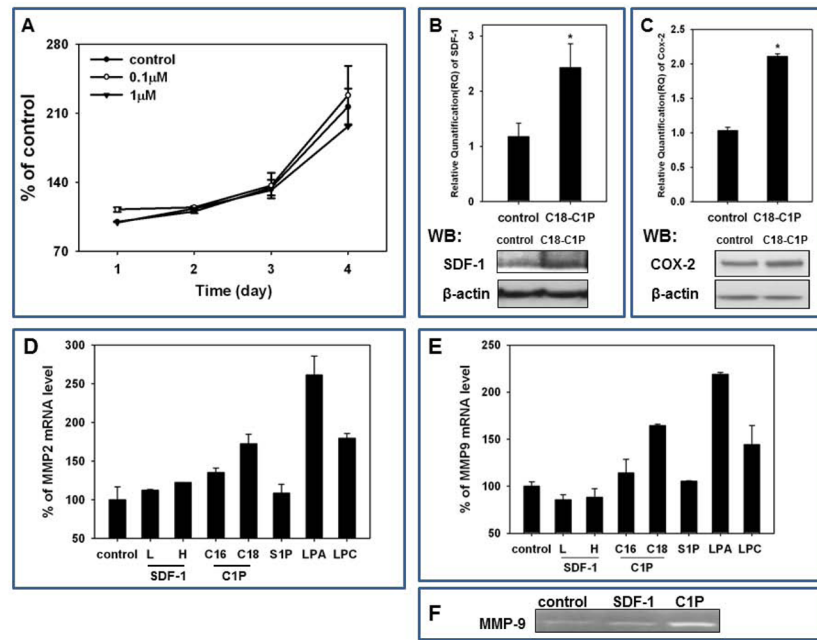 A
% of control
280
210
140
70
control
0.1μM
1μM
1 2 3 4
Time (day)
B
Relative Qunatification(RQ) of SDF-1
3
2
1
0
*
control C18-C1P
WB: control C18-C1P
SDF-1
β-actin
C
Relative Quantification(RQ) of Cox-2
2.5
2.0
1.5
1.0
0.5
0.0
*
control C18-C1P
WB: control C18-C1P
COX-2
β-actin
D
% of MMP2 mRNA level
300
250
200
150
100
50
control L H C16 C18 S1P LPA LPC
SDF-1 C1P
E
% of MMP9 mRNA level
250
200
150
100
50
control L H C16 C18 S1P LPA LPC
SDF-1 C1P
F
control SDF-1 C1P
MMP-9